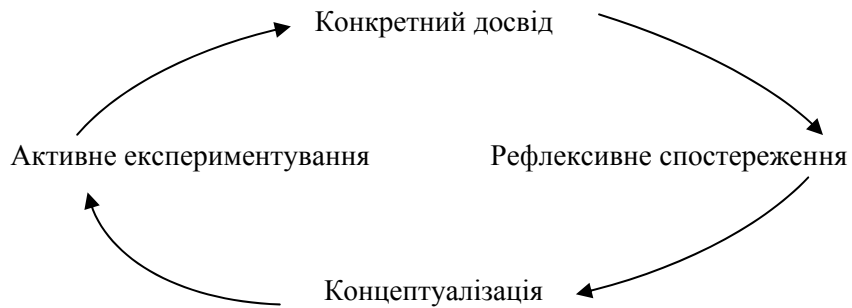 Конкретний досвід
Активне експериментування
Рефлексивне спостереження
Концептуалізація